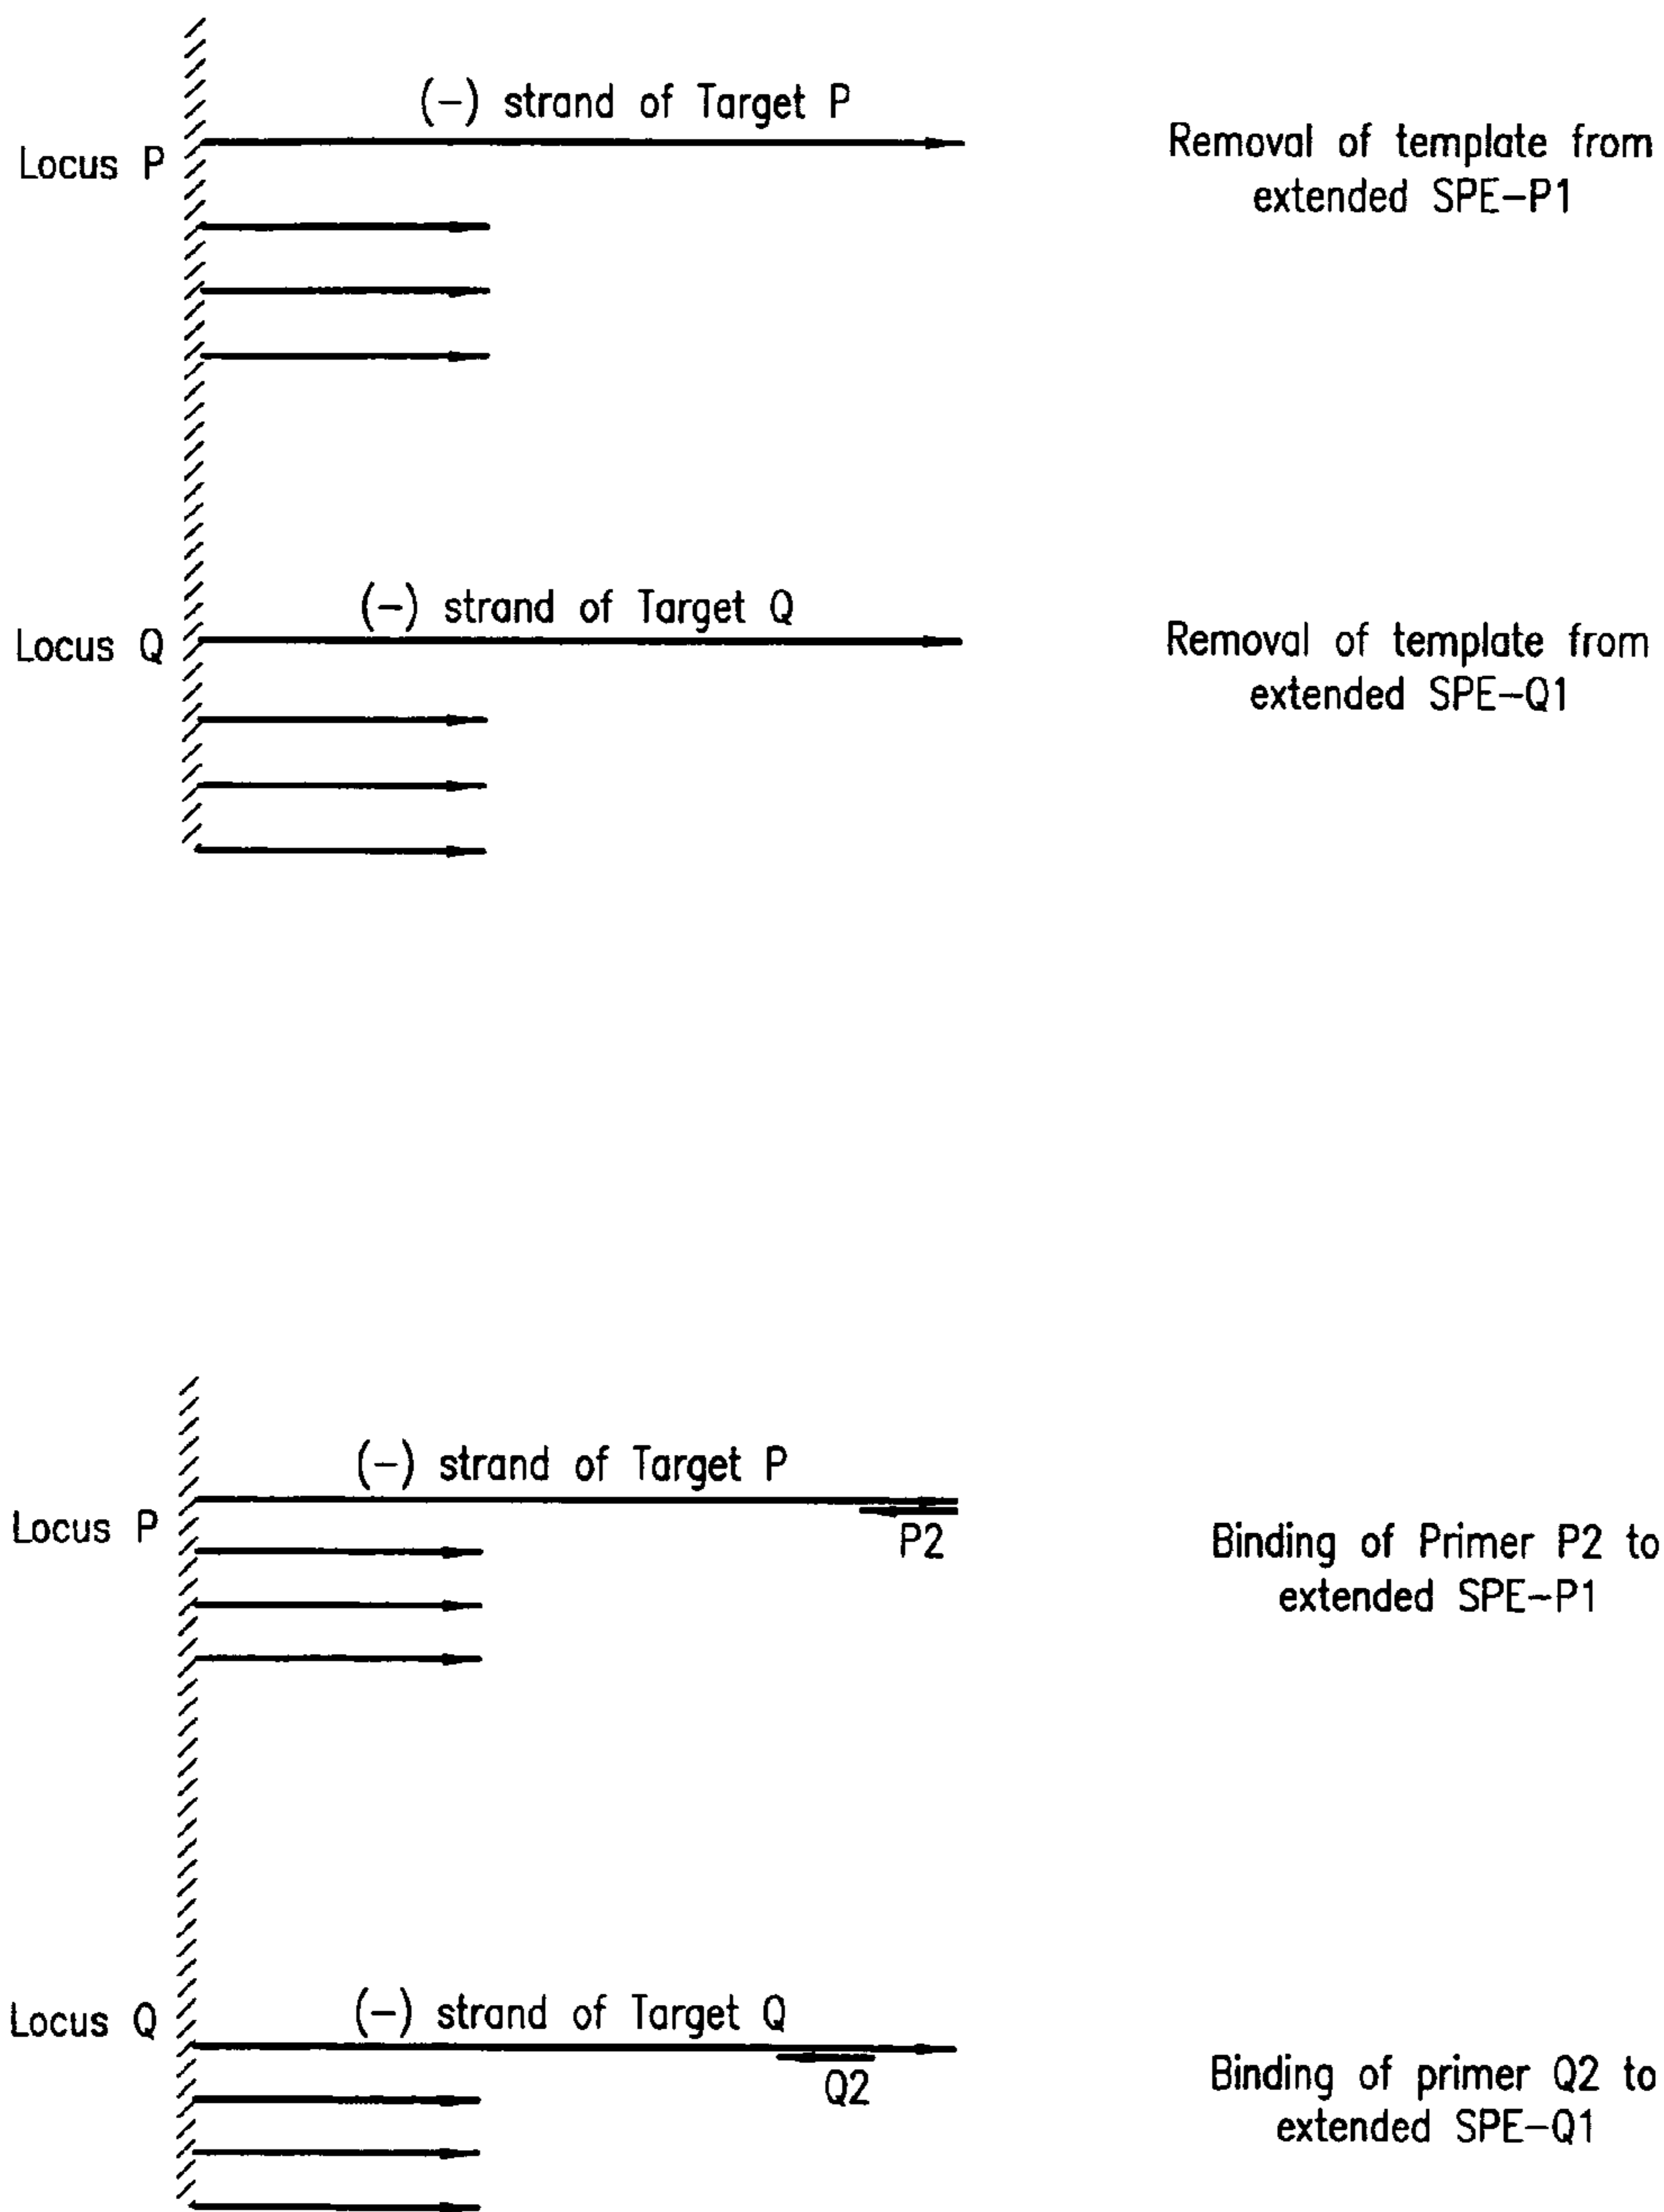 (-) strand of Target P
Locus P
Removal of template from
extended SPE-P1
(-) strand of Target Q
Locus Q
Removal of template from
extended SPE-Q1
(-) strand of Target P
Locus P
P2
Binding of Primer P2 to
extended SPE-P1
(-) strand of Target Q
Locus Q
Q2
Binding of primer Q2 to
extended SPE-Q1